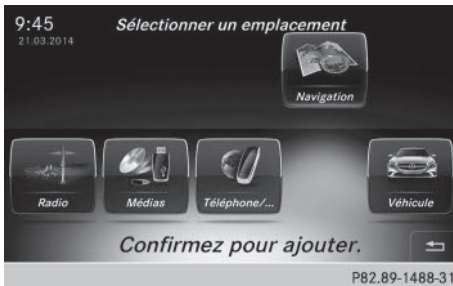 9:45
Sélectionner un emplacement
21.03.2014
Navigation
Radio
Médias
Téléphone/...
Véhicule
Confirmez pour ajouter.
P82.89-1488-31